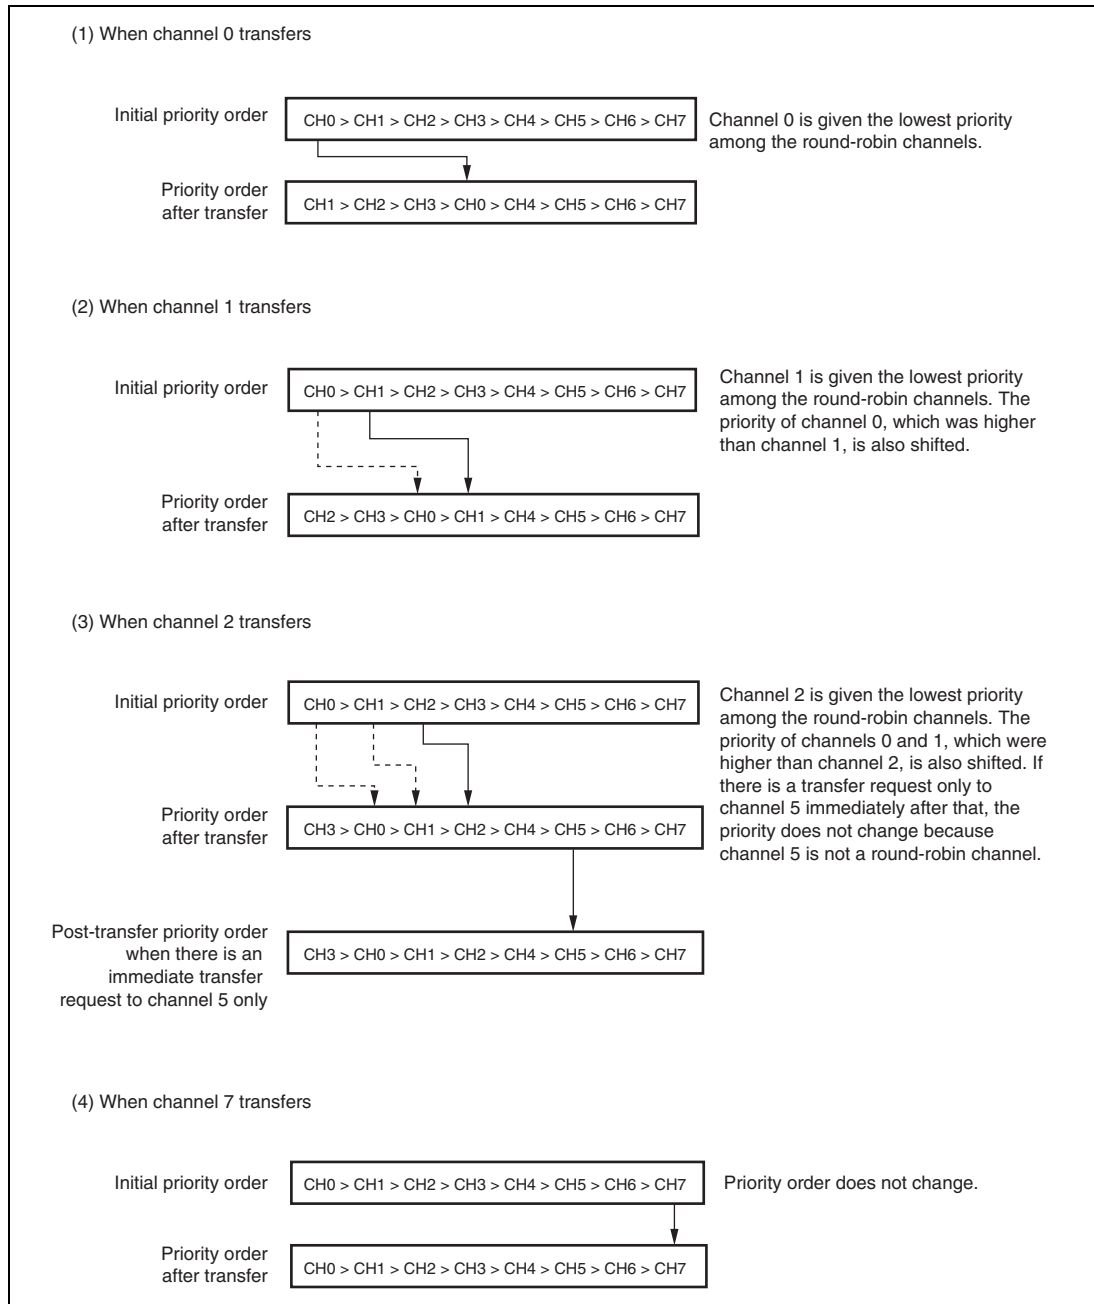 (1) When channel 0 transfers
Initial priority order
CH0 > CH1 > CH2 > CH3 > CH4 > CH5 > CH6 > CH7
Channel 0 is given the lowest priority
among the round-robin channels.
Priority order
after transfer
CH1 > CH2 > CH3 > CH0 > CH4 > CH5 > CH6 > CH7
(2) When channel 1 transfers
Initial priority order
CH0 > CH1 > CH2 > CH3 > CH4 > CH5 > CH6 > CH7
Channel 1 is given the lowest priority
among the round-robin channels. The
priority of channel 0, which was higher
than channel 1, is also shifted.
Priority order
after transfer
CH2 > CH3 > CH0 > CH1 > CH4 > CH5 > CH6 > CH7
(3) When channel 2 transfers
Initial priority order
CH0 > CH1 > CH2 > CH3 > CH4 > CH5 > CH6 > CH7
Channel 2 is given the lowest priority
among the round-robin channels. The
priority of channels 0 and 1, which were
higher than channel 2, is also shifted. If
there is a transfer request only to
channel 5 immediately after that, the
priority does not change because
channel 5 is not a round-robin channel.
Priority order
after transfer
CH3 > CH0 > CH1 > CH2 > CH4 > CH5 > CH6 > CH7
Post-transfer priority order
when there is an
immediate transfer
request to channel 5 only
CH3 > CH0 > CH1 > CH2 > CH4 > CH5 > CH6 > CH7
(4) When channel 7 transfers
Initial priority order
CH0 > CH1 > CH2 > CH3 > CH4 > CH5 > CH6 > CH7
Priority order does not change.
Priority order
after transfer
CH0 > CH1 > CH2 > CH3 > CH4 > CH5 > CH6 > CH7